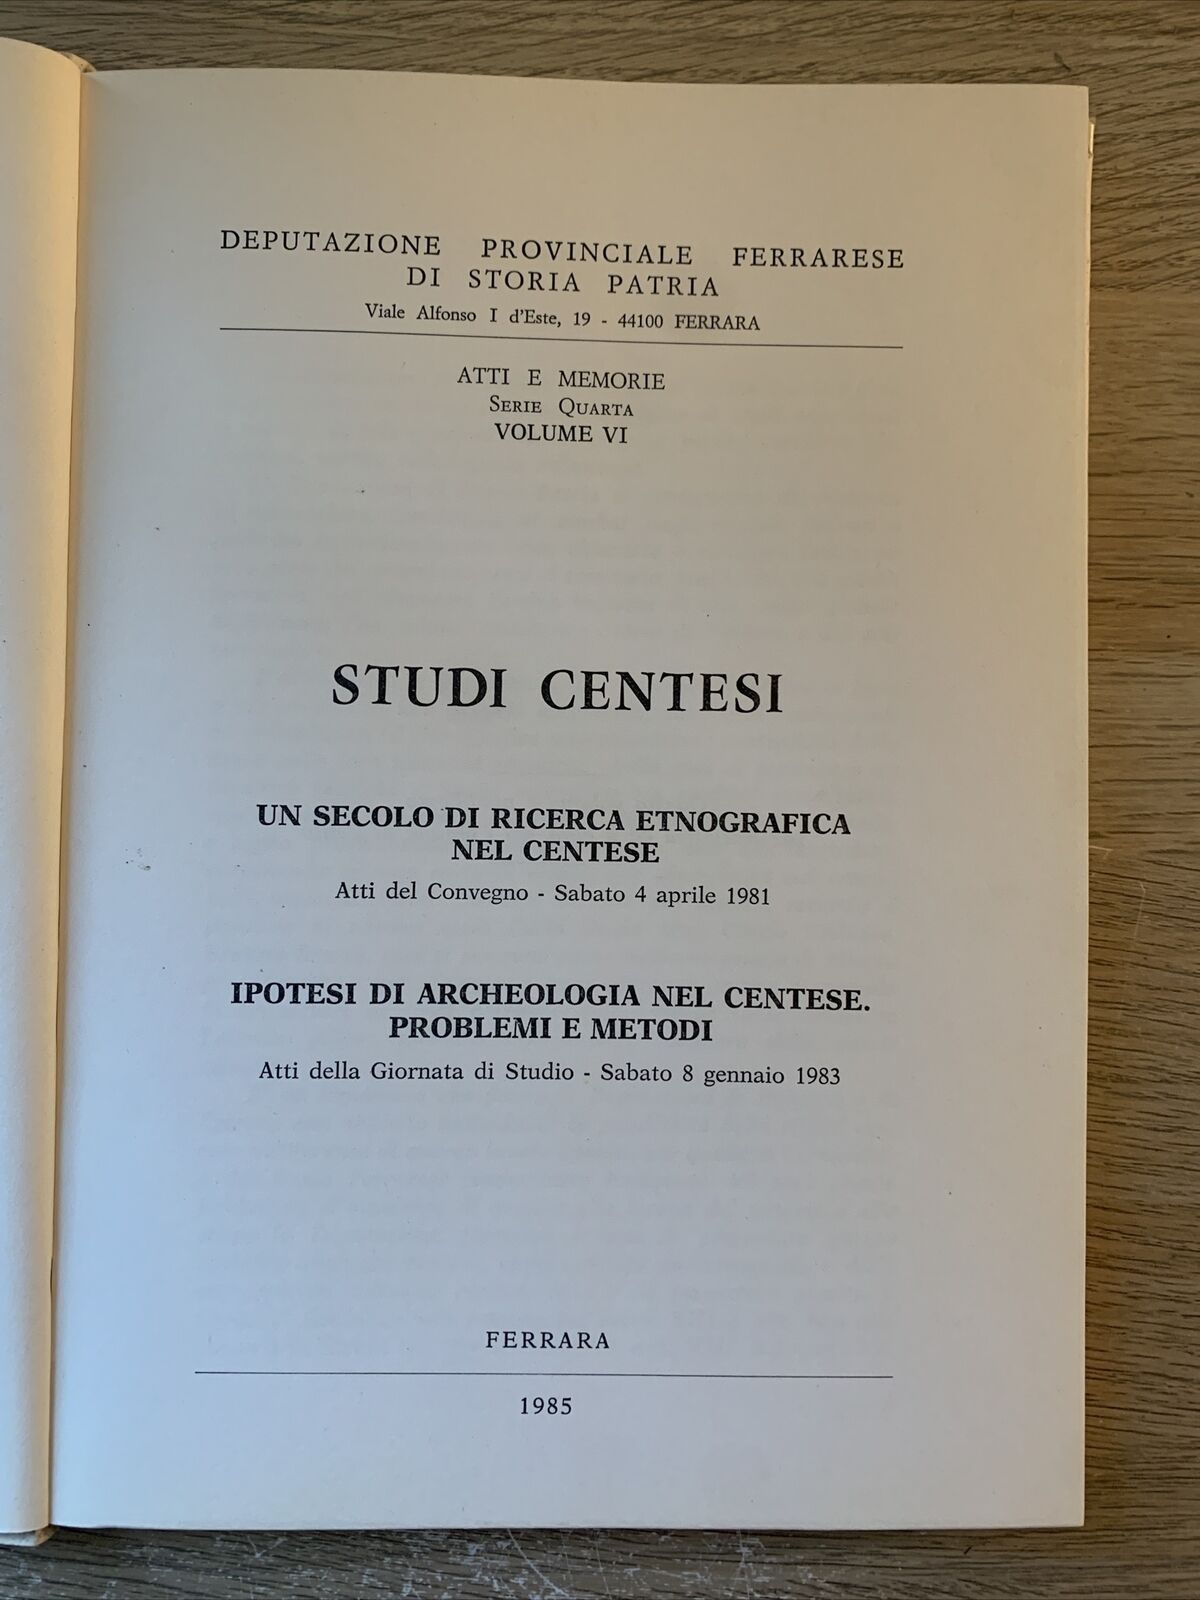 DEPUTAZIONE PROVINCIALE FERRARESE
DI STORIA PATRIA
Viale Alfonso I d'Este, 19 - 44100 FERRARA
ATTI E MEMORIE
SERIE QUARTA
VOLUME VI
STUDI CENTESI
UN SECOLO DI RICERCA ETNOGRAFICA
NEL CENTESE
Atti del Convegno - Sabato 4 aprile 1981
IPOTESI DI ARCHEOLOGIA NEL CENTESE.
PROBLEMI E METODI
Atti della Giornata di Studio - Sabato 8 gennaio 1983
FERRARA
1985